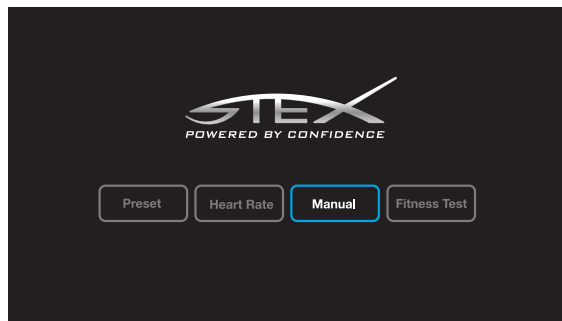 STEX
POWERED BY CONFIDENCE
Preset Heart Rate Manual Fitness Test